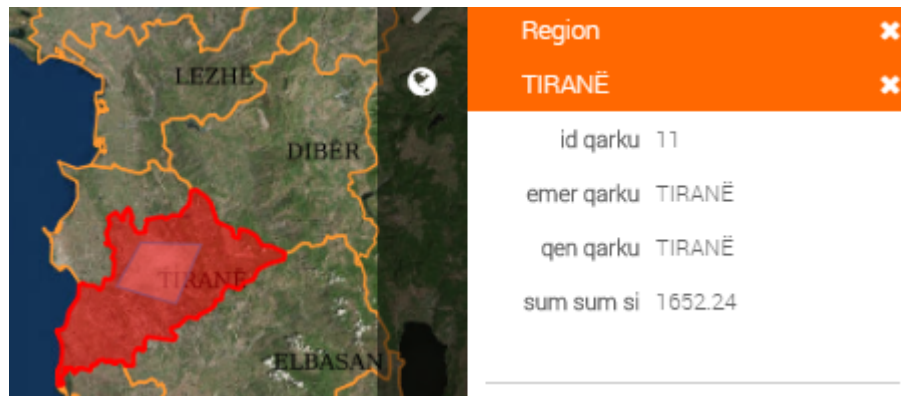 LEZHË
DIBËR
TIRANË
ELBASAN
Region
TIRANË
id qarku 11
emer qarku TIRANË
qen qarku TIRANË
sum sum si 1652.24